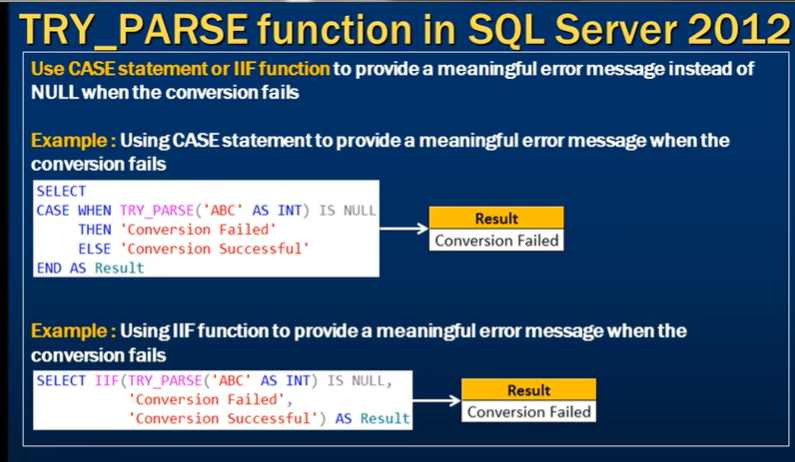 TRY_PARSE function in SQL Server 2012
Use CASE statement or IIF function to provide a meaningful error message instead of
NULL when the conversion fails
Example : Using CASE statement to provide a meaningful error message when the
conversion fails
SELECT
CASE WHEN TRY_PARSE('ABC' AS INT) IS NULL
THEN 'Conversion Failed'
ELSE 'Conversion Successful'
END AS Result
Result
Conversion Failed
Example : Using IIF function to provide a meaningful error message when the
conversion fails
SELECT IIF(TRY_PARSE('ABC' AS INT) IS NULL,
'Conversion Failed',
'Conversion Successful') AS Result
Result
Conversion Failed